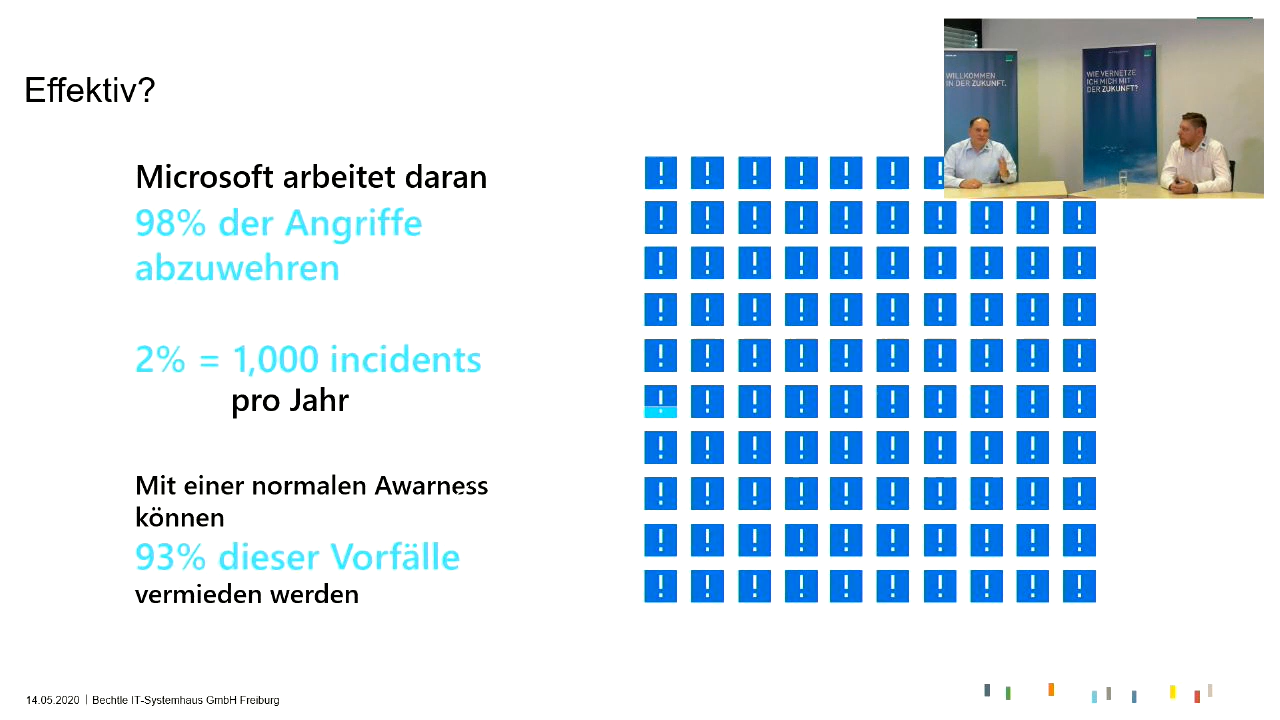 Effektiv?
Microsoft arbeitet daran
98% der Angriffe
abzuwehren
2% = 1,000 incidents
pro Jahr
Mit einer normalen Awarness
können
93% dieser Vorfälle
vermieden werden
WILLKOMMEN
IN DER ZUKUNFT.
WIE VERNETZE
ICH MICH MIT
DER ZUKUNFT?
14.05.2020 | Bechtle IT-Systemhaus GmbH Freiburg